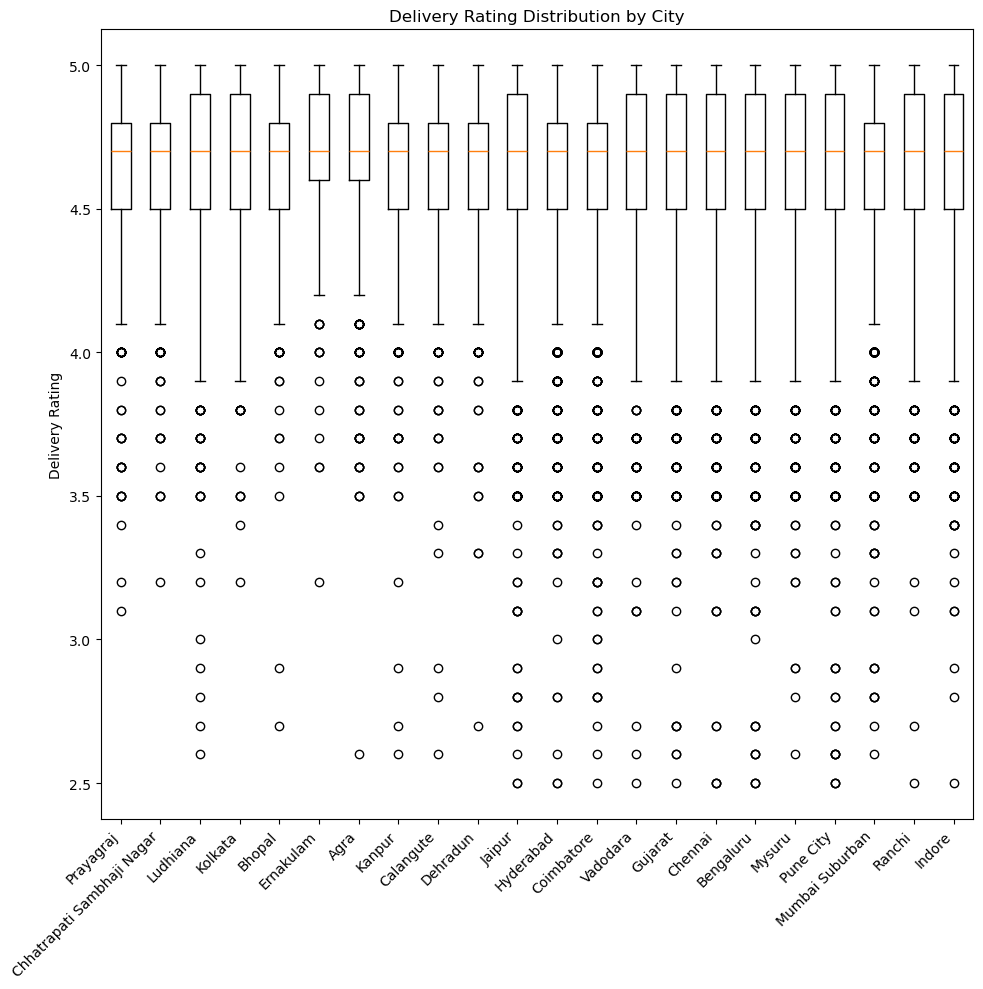 Delivery Rating Distribution by City
Delivery Rating
5.0
4.5
4.0
3.5
3.0
2.5
Prayagraj
Chhatrapati Sambhaji Nagar
Ludhiana
Kolkata
Bhopal
Ernakulam
Agra
Kanpur
Calangute
Dehradun
Jaipur
Hyderabad
Coimbatore
Vadodara
Gujarat
Chennai
Bengaluru
Mysuru
Pune City
Mumbai Suburban
Ranchi
Indore